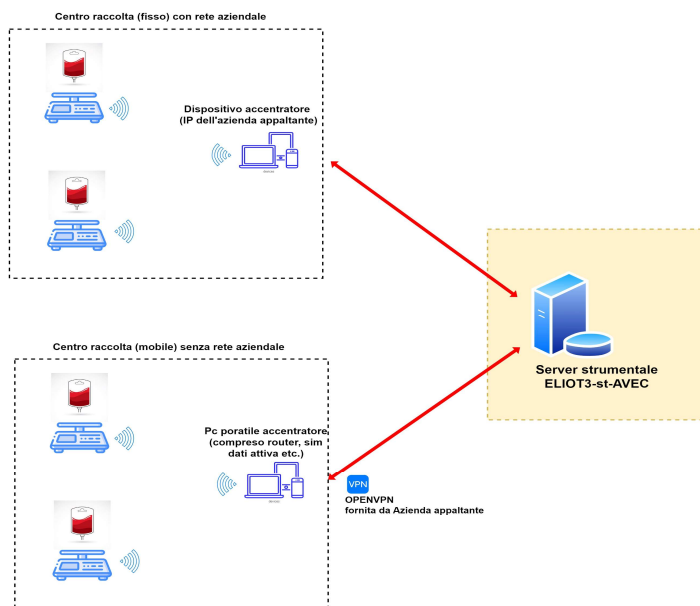 Centro raccolta (fisso) con rete aziendale
Dispositivo accentratore
(IP dell'azienda appaltante)
Server strumentale
ELIOT3-st-AVEC
Centro raccolta (mobile) senza rete aziendale
Pc poratile accentratore
(compreso router, sim
dati attiva etc.)
VPN
OPENVPN
fornita da Azienda appaltante